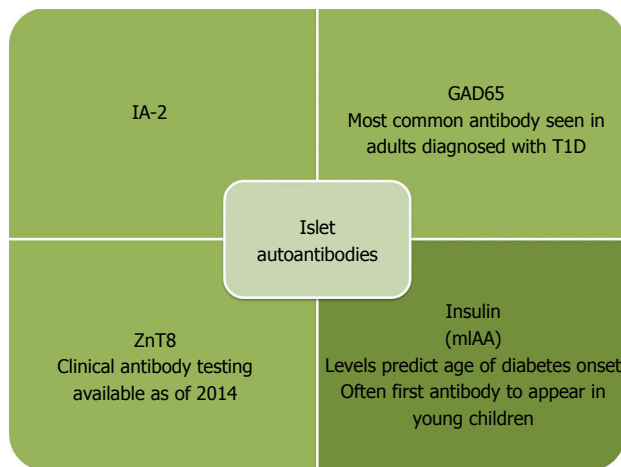 IA-2
GAD65
Most common antibody seen in
adults diagnosed with T1D
Islet
autoantibodies
ZnT8
Clinical antibody testing
available as of 2014
Insulin
(mIAA)
Levels predict age of diabetes onset
Often first antibody to appear in
young children